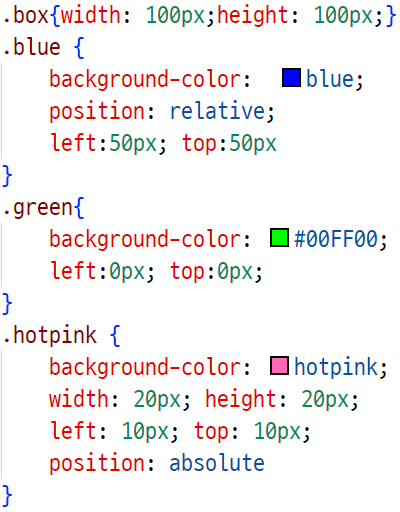 .box{width: 100px;height: 100px;}
.blue {
background-color: blue;
position: relative;
left:50px; top:50px
}
.green{
background-color: #00FF00;
left:0px; top:0px;
}
.hotpink {
background-color: hotpink;
width: 20px; height: 20px;
left: 10px; top: 10px;
position: absolute
}